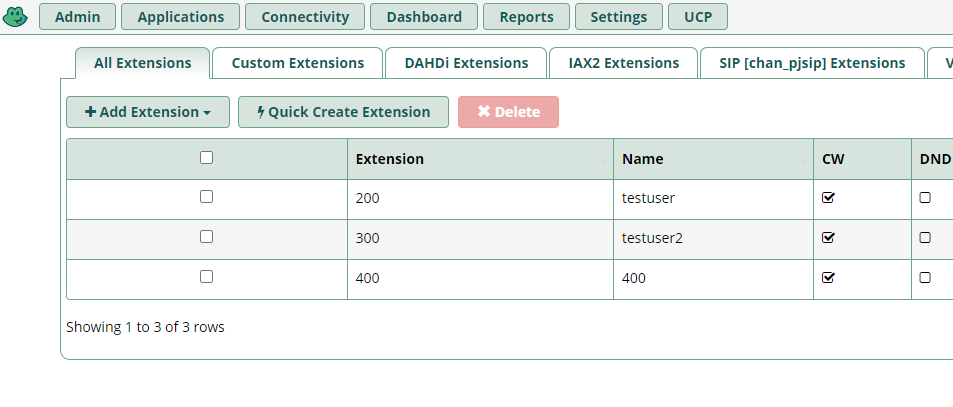 Admin Applications Connectivity Dashboard Reports Settings UCP
All Extensions Custom Extensions DAHDi Extensions IAX2 Extensions SIP [chan_pjsip] Extensions V
Add Extension Quick Create Extension Delete
Extension Name CW DND
200 testuser
300 testuser2
400 400
Showing 1 to 3 of 3 rows